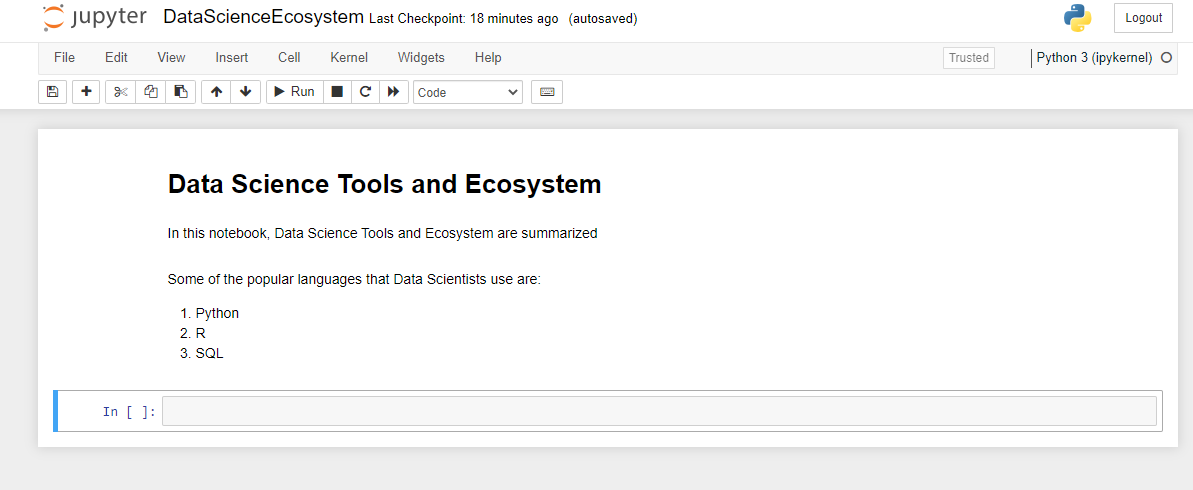 jupyter DataScienceEcosystem Last Checkpoint: 18 minutes ago (autosaved) Logout
File Edit View Insert Cell Kernel Widgets Help Trusted Python 3 (ipykernel)
Run Code
Data Science Tools and Ecosystem
In this notebook, Data Science Tools and Ecosystem are summarized
Some of the popular languages that Data Scientists use are:
1. Python
2. R
3. SQL
In [ ]: